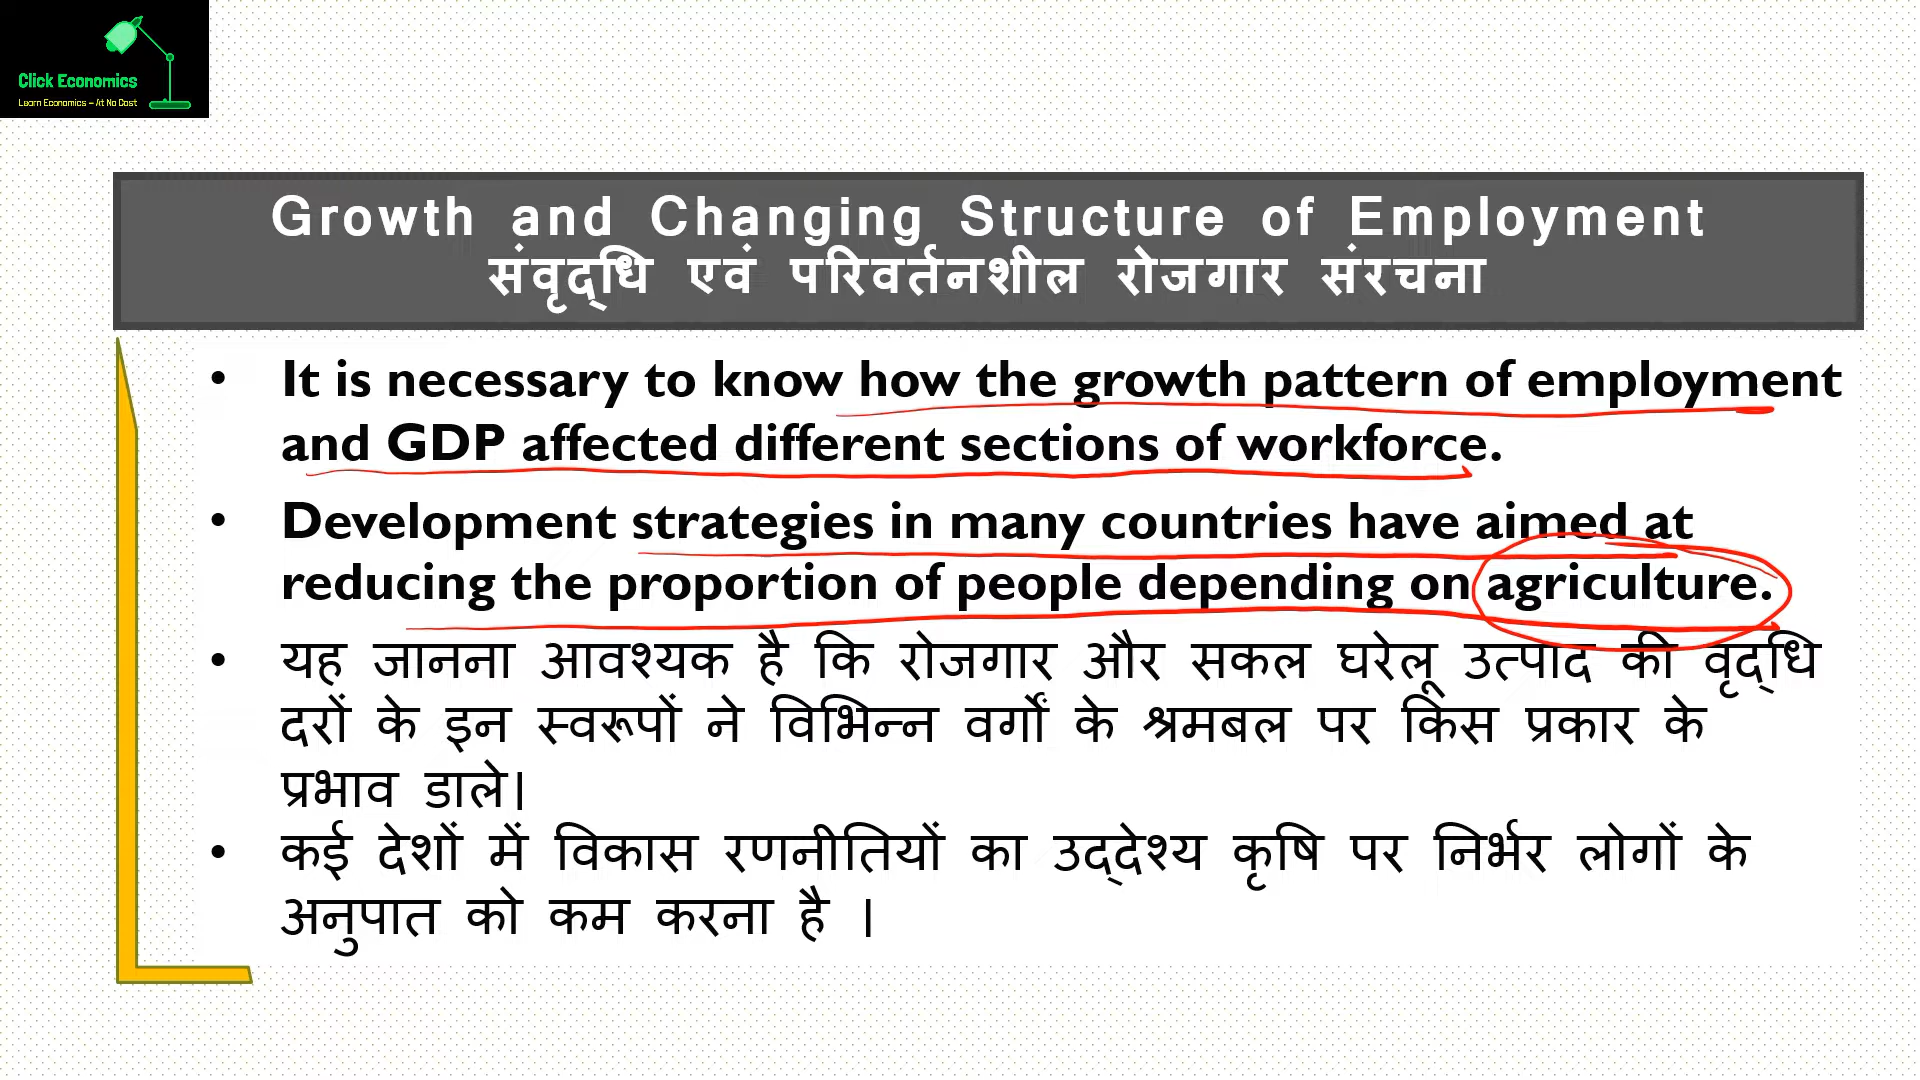 Click Economics
Learn Economics – At No Cost
Growth and Changing Structure of Employment
संवृद्धि एवं परिवर्तनशील रोजगार संरचना
• It is necessary to know how the growth pattern of employment
and GDP affected different sections of workforce.
• Development strategies in many countries have aimed at
reducing the proportion of people depending on agriculture.
• यह जानना आवश्यक है कि रोजगार और सकल घरेलू उत्पाद की वृद्धि
दरों के इन स्वरूपों ने विभिन्न वर्गों के श्रमबल पर किस प्रकार के
प्रभाव डाले।
• कई देशों में विकास रणनीतियों का उद्देश्य कृषि पर निर्भर लोगों के
अनुपात को कम करना है ।